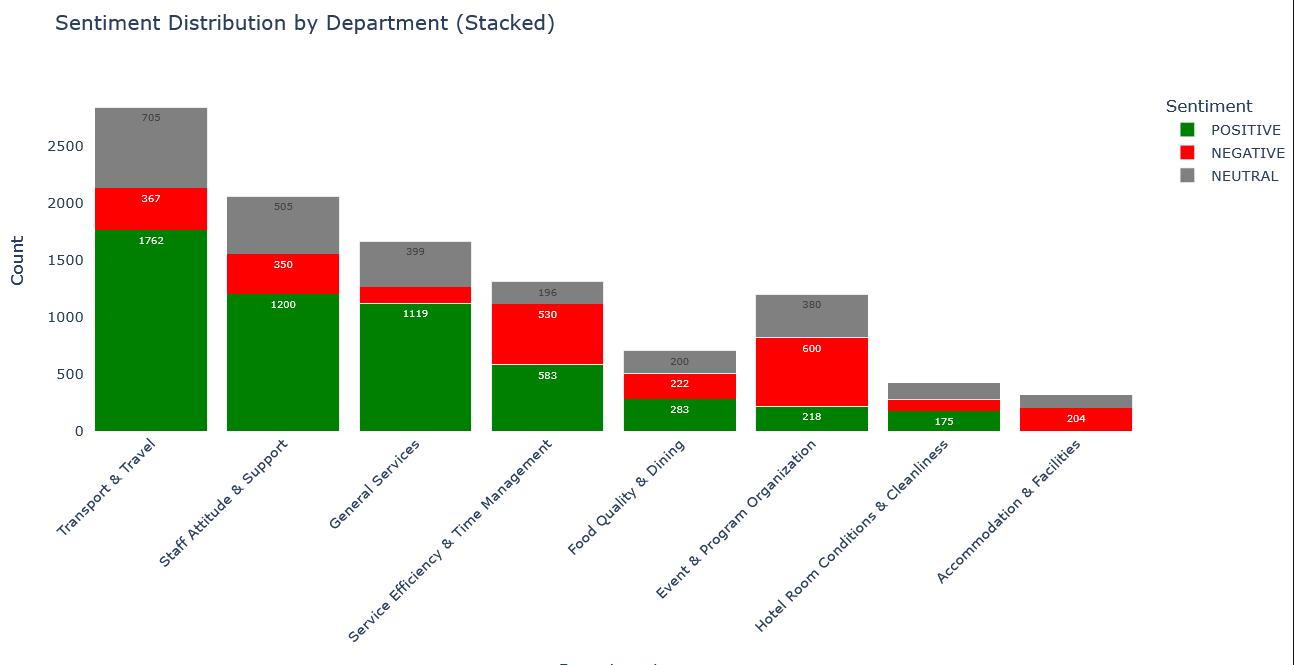 Sentiment Distribution by Department (Stacked)
Sentiment
POSITIVE
NEGATIVE
NEUTRAL
Count
2500
2000
1500
1000
500
0
705
367
1762
505
350
1200
399
1119
196
530
583
200
222
283
380
600
218
175
204
Transport & Travel
Staff Attitude & Support
General Services
Service Efficiency & Time Management
Food Quality & Dining
Event & Program Organization
Hotel Room Conditions & Cleanliness
Accommodation & Facilities